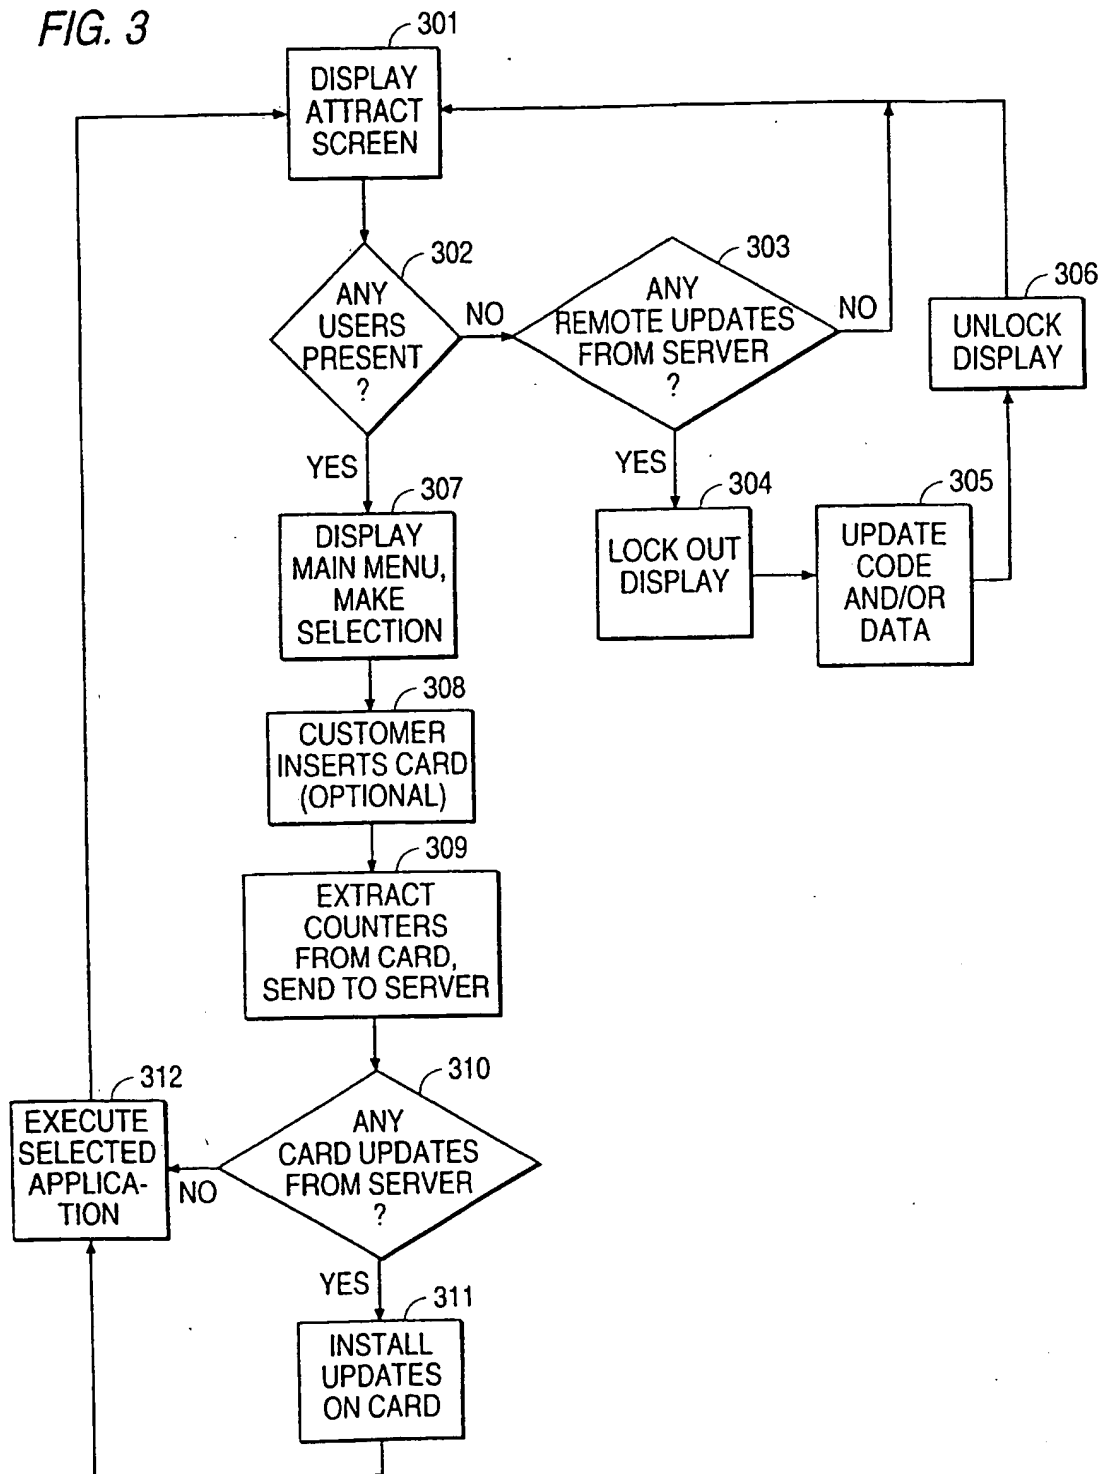 FIG. 3
301
DISPLAY
ATTRACT
SCREEN
302
ANY
USERS
PRESENT
?
NO
YES
303
ANY
REMOTE UPDATES
FROM SERVER
?
NO
YES
304
LOCK OUT
DISPLAY
305
UPDATE
CODE
AND/OR
DATA
306
UNLOCK
DISPLAY
307
DISPLAY
MAIN MENU,
MAKE
SELECTION
308
CUSTOMER
INSERTS CARD
(OPTIONAL)
309
EXTRACT
COUNTERS
FROM CARD,
SEND TO SERVER
310
ANY
CARD UPDATES
FROM SERVER
?
NO
YES
312
EXECUTE
SELECTED
APPLICA-
TION
311
INSTALL
UPDATES
ON CARD